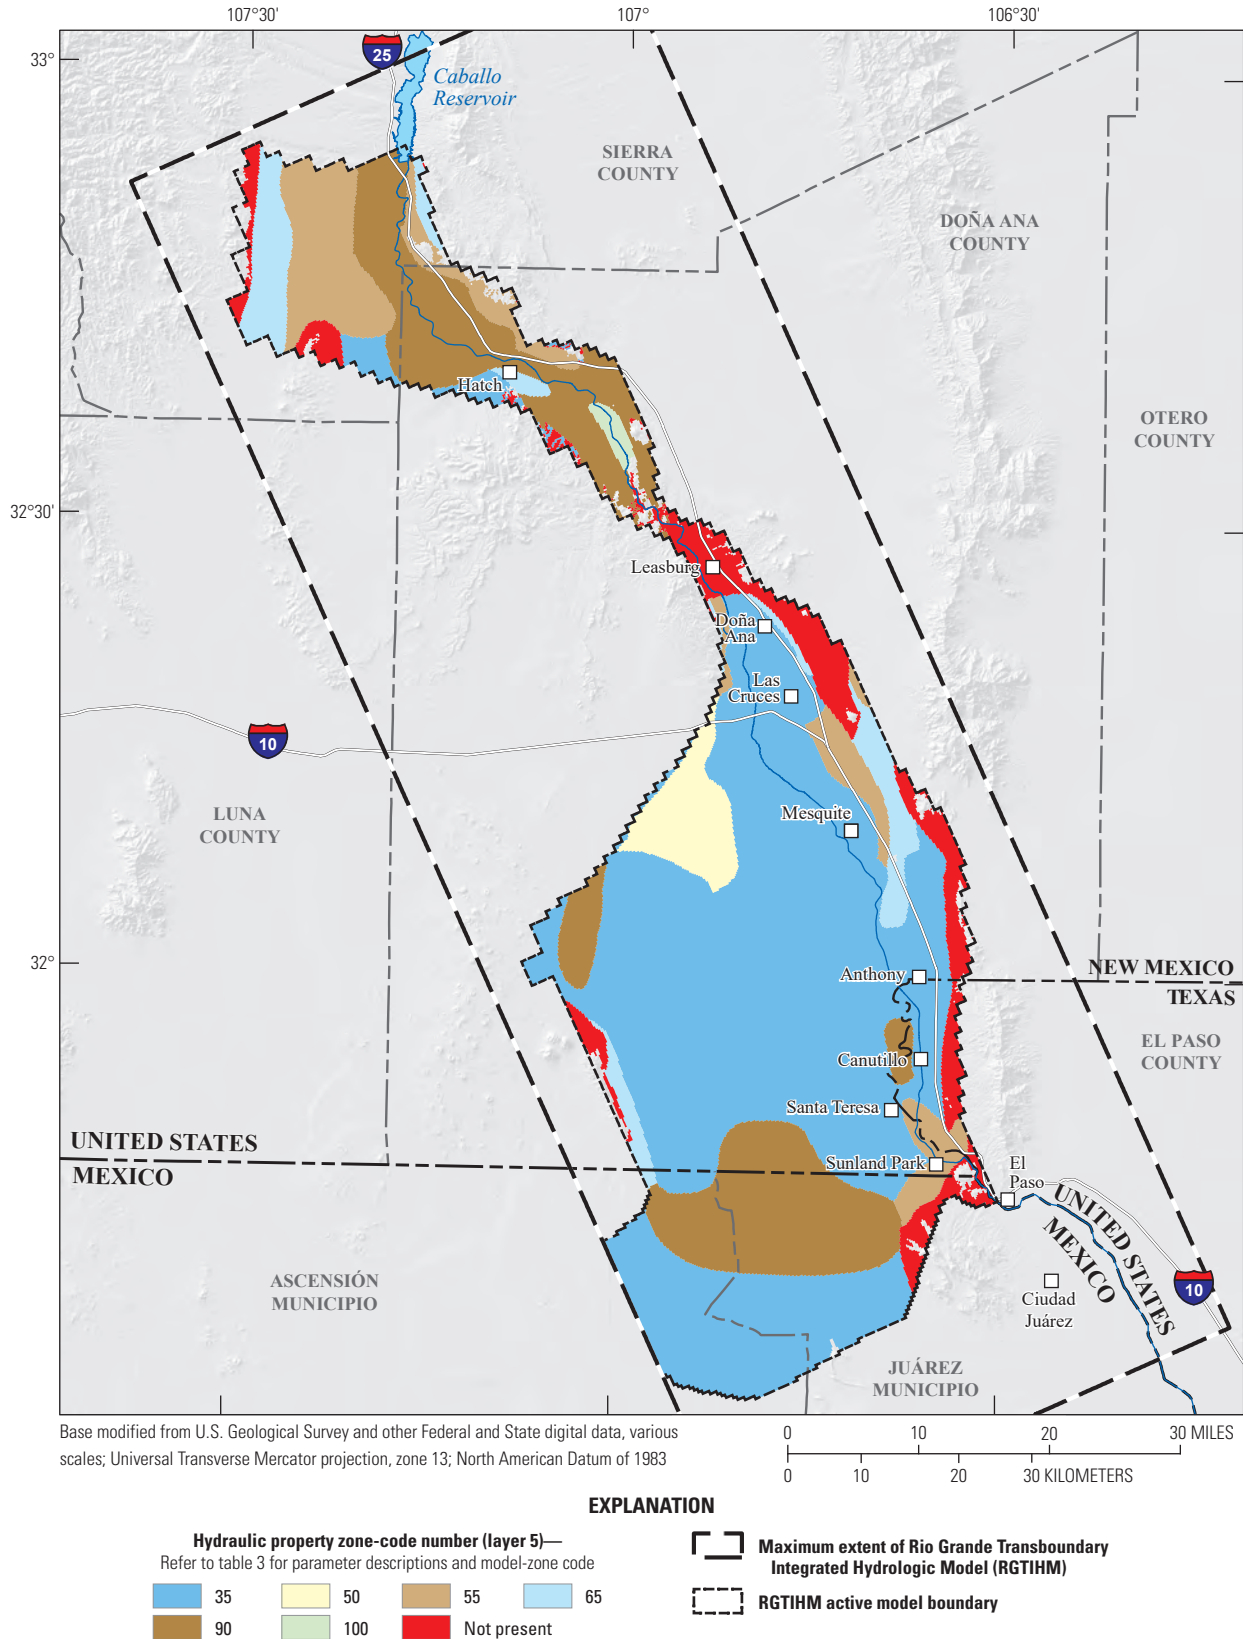 107°30'
107°
106°30'
33°
25
Caballo
Reservoir
SIERRA
COUNTY
DOÑA ANA
COUNTY
Hatch
OTERO
COUNTY
32°30'
Leasburg
Doña
Ana
Las
Cruces
10
LUNA
COUNTY
Mesquite
32°
Anthony
NEW MEXICO
TEXAS
EL PASO
COUNTY
Canutillo
Santa Teresa
UNITED STATES
MEXICO
Sunland Park
El
Paso
UNITED STATES
MEXICO
ASCENSIÓN
MUNICIPIO
10
Ciudad
Juárez
JUÁREZ
MUNICIPIO
Base modified from U.S. Geological Survey and other Federal and State digital data, various
scales; Universal Transverse Mercator projection, zone 13; North American Datum of 1983
0 10 20 30 MILES
0 10 20 30 KILOMETERS
EXPLANATION
Hydraulic property zone-code number (layer 5)—
Refer to table 3 for parameter descriptions and model-zone code
35 50 55 65
90 100 Not present
Maximum extent of Rio Grande Transboundary
Integrated Hydrologic Model (RGTIHM)
RGTIHM active model boundary